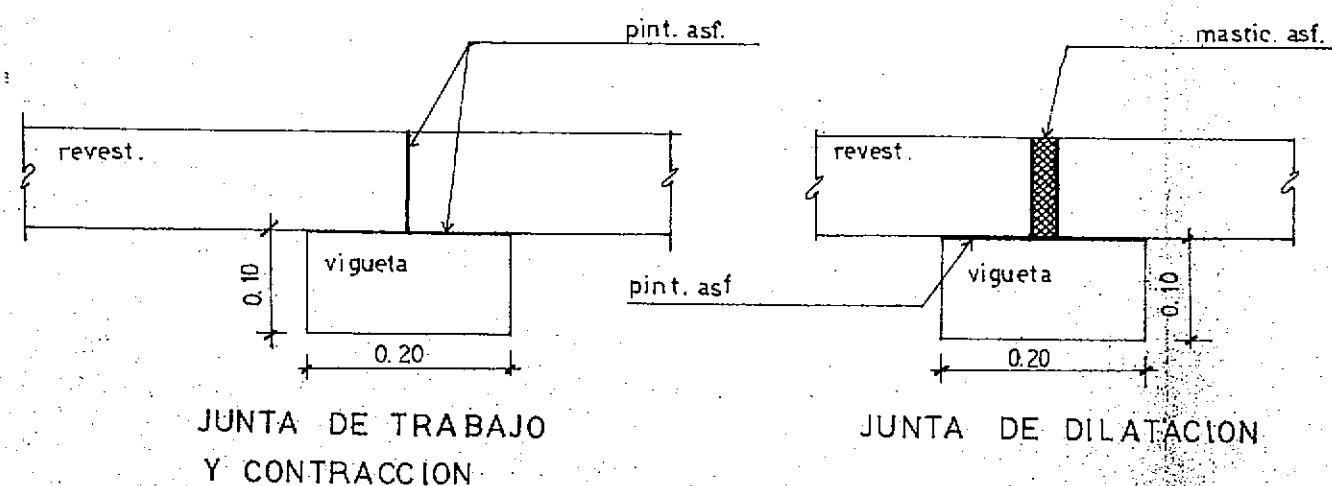 pint. asf.
revest.
vigueta
0.10
0.20
JUNTA DE TRABAJO
Y CONTRACCION
mastic. asf.
revest.
pint. asf
vigueta
0.10
0.20
JUNTA DE DILATACION